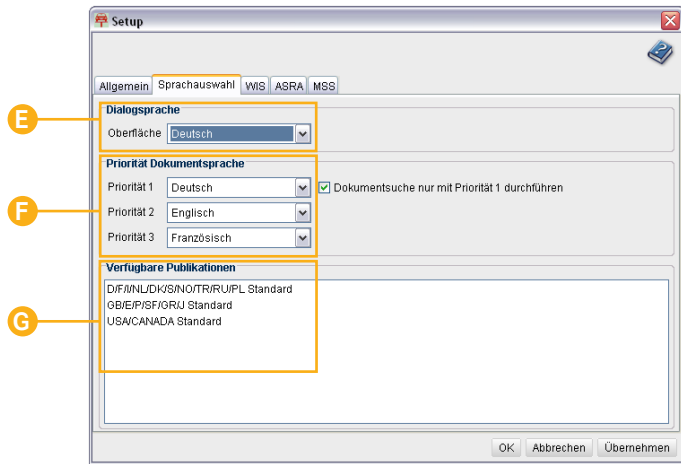 Setup
Allgemein Sprachauswahl WIS ASRA MSS
E
Dialogsprache
Oberfläche Deutsch
F
Priorität Dokumentsprache
Priorität 1 Deutsch Dokumentsuche nur mit Priorität 1 durchführen
Priorität 2 Englisch
Priorität 3 Französisch
G
Verfügbare Publikationen
D/F/I/NL/DK/S/NO/TR/RU/PL Standard
GB/E/P/SF/GR/J Standard
USA/CANADA Standard
OK Abbrechen Übernehmen